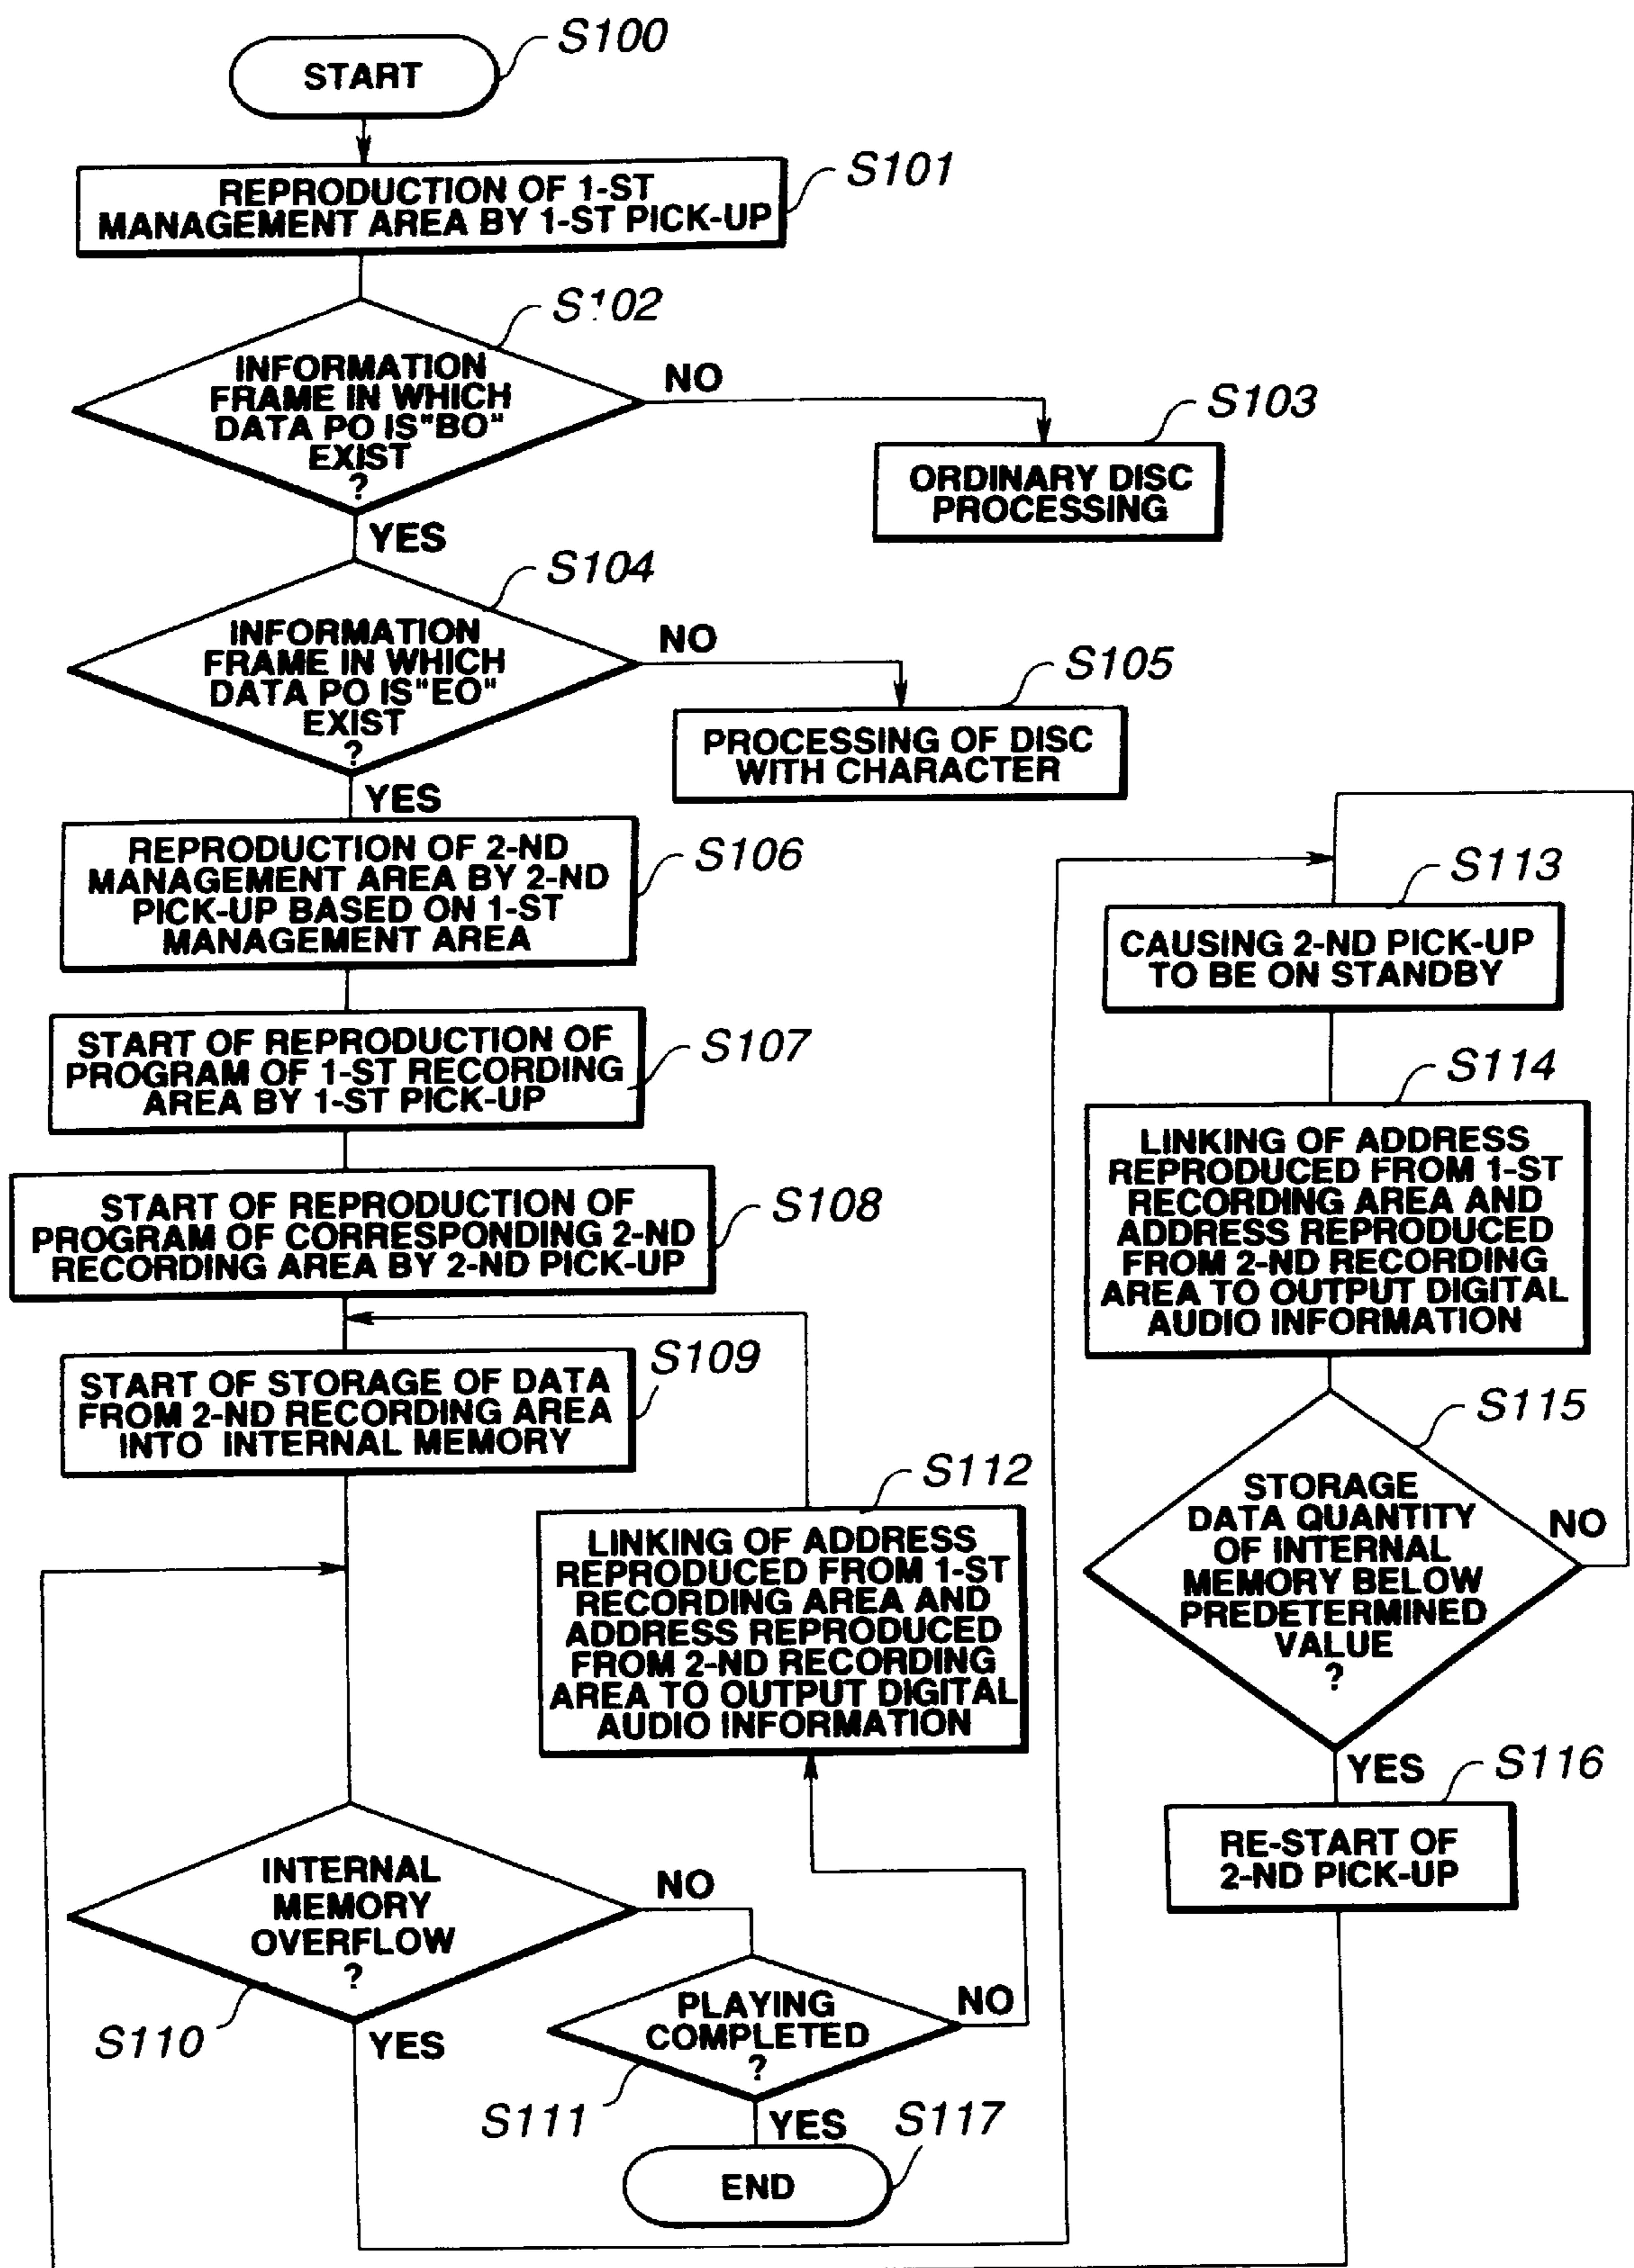 S100
START
S101
REPRODUCTION OF 1-ST
MANAGEMENT AREA BY 1-ST PICK-UP
S102
INFORMATION
FRAME IN WHICH
DATA PO IS"BO"
EXIST
?
NO
YES
S103
ORDINARY DISC
PROCESSING
S104
INFORMATION
FRAME IN WHICH
DATA PO IS"EO"
EXIST
?
NO
YES
S105
PROCESSING OF DISC
WITH CHARACTER
S106
REPRODUCTION OF 2-ND
MANAGEMENT AREA BY 2-ND
PICK-UP BASED ON 1-ST
MANAGEMENT AREA
S107
START OF REPRODUCTION OF
PROGRAM OF 1-ST RECORDING
AREA BY 1-ST PICK-UP
S108
START OF REPRODUCTION OF
PROGRAM OF CORRESPONDING 2-ND
RECORDING AREA BY 2-ND PICK-UP
S109
START OF STORAGE OF DATA
FROM 2-ND RECORDING AREA
INTO INTERNAL MEMORY
S110
INTERNAL
MEMORY
OVERFLOW
?
NO
YES
S111
PLAYING
COMPLETED
?
NO
YES
S112
LINKING OF ADDRESS
REPRODUCED FROM 1-ST
RECORDING AREA AND
ADDRESS REPRODUCED
FROM 2-ND RECORDING
AREA TO OUTPUT DIGITAL
AUDIO INFORMATION
S117
END
S113
CAUSING 2-ND PICK-UP
TO BE ON STANDBY
S114
LINKING OF ADDRESS
REPRODUCED FROM 1-ST
RECORDING AREA AND
ADDRESS REPRODUCED
FROM 2-ND RECORDING
AREA TO OUTPUT DIGITAL
AUDIO INFORMATION
S115
STORAGE
DATA QUANTITY
OF INTERNAL
MEMORY BELOW
PREDETERMINED
VALUE
?
NO
YES
S116
RE-START OF
2-ND PICK-UP